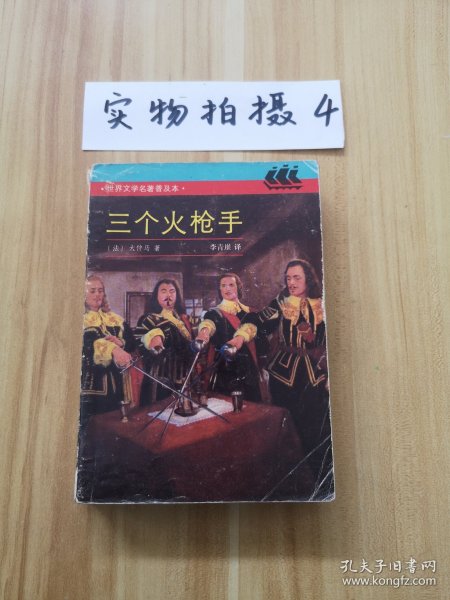 实物拍摄4
·世界文学名著普及本·
三个火枪手
〔法〕大仲马 著
李青崖 译
孔夫子旧书网
www.kongfz.com